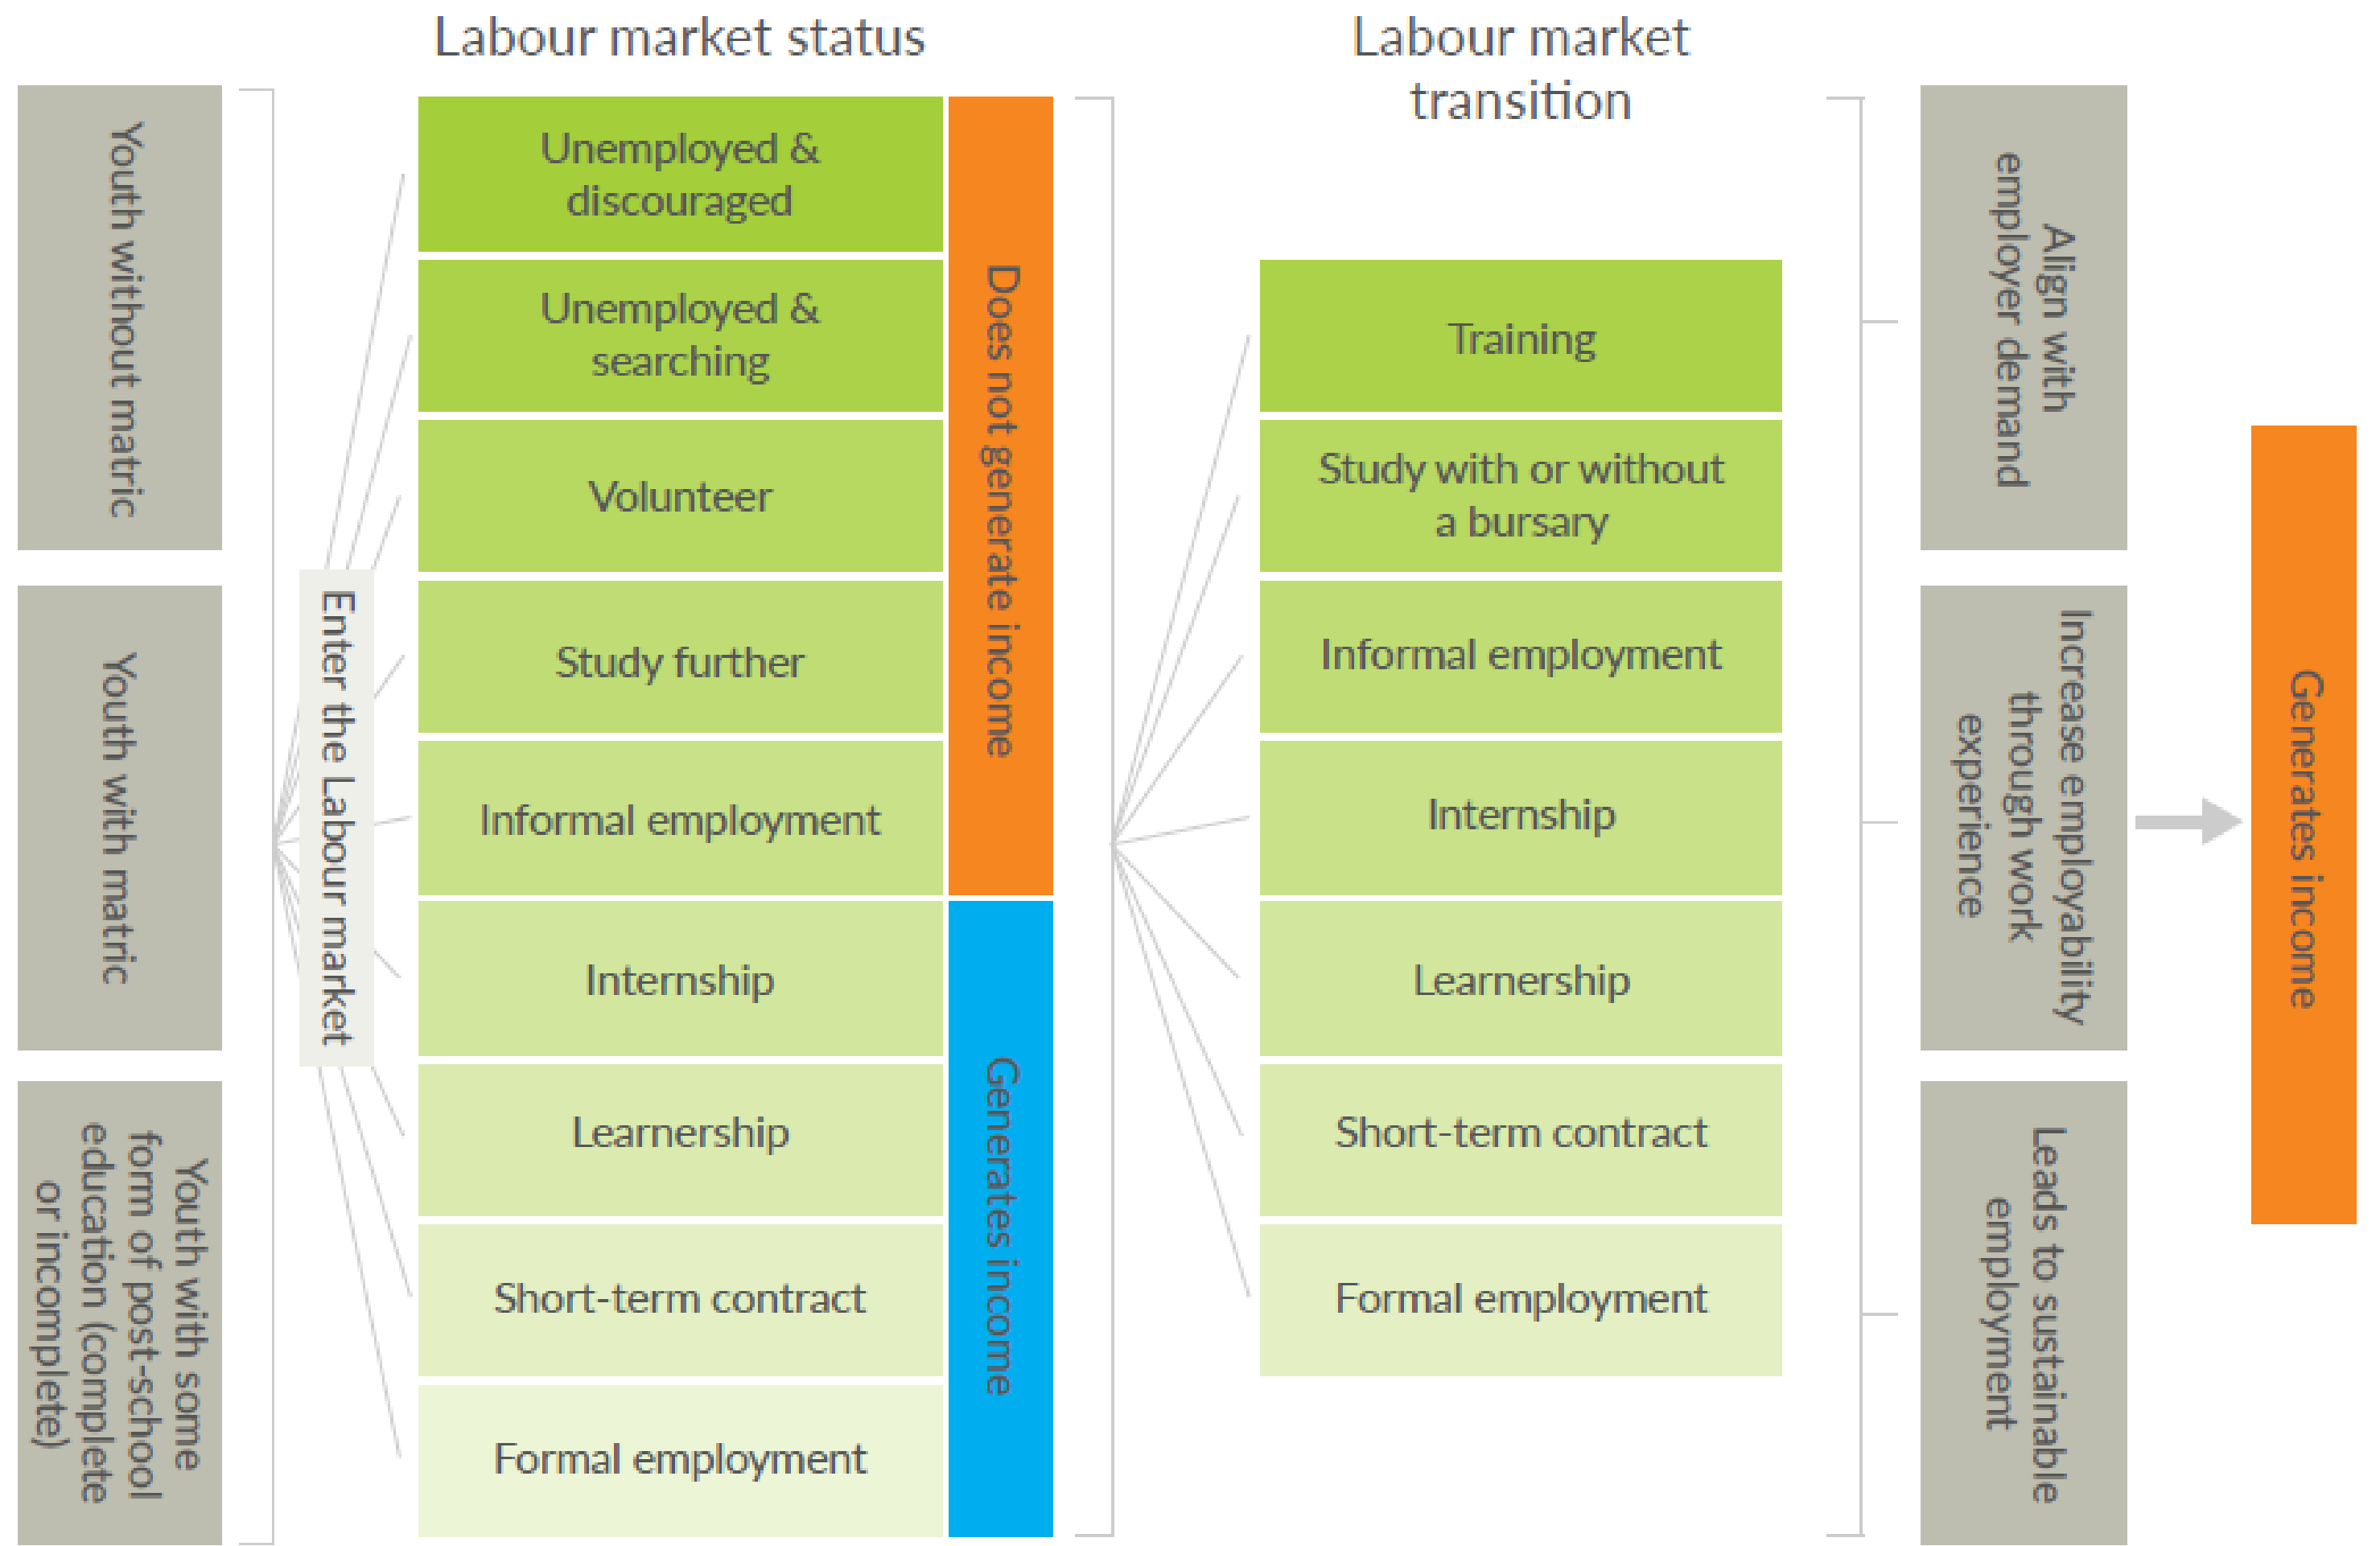 Labour market status
Labour market
transition
Youth without matric
Youth with matric
Youth with some
form of post-school
education (complete
or incomplete)
Enter the Labour market
Unemployed &
discouraged
Unemployed &
searching
Volunteer
Study further
Informal employment
Internship
Learnership
Short-term contract
Formal employment
Does not generate income
Generates income
Training
Study with or without
a bursary
Informal employment
Internship
Learnership
Short-term contract
Formal employment
Align with
employer demand
Increase employability
through work
experience
Leads to sustainable
employment
Generates income